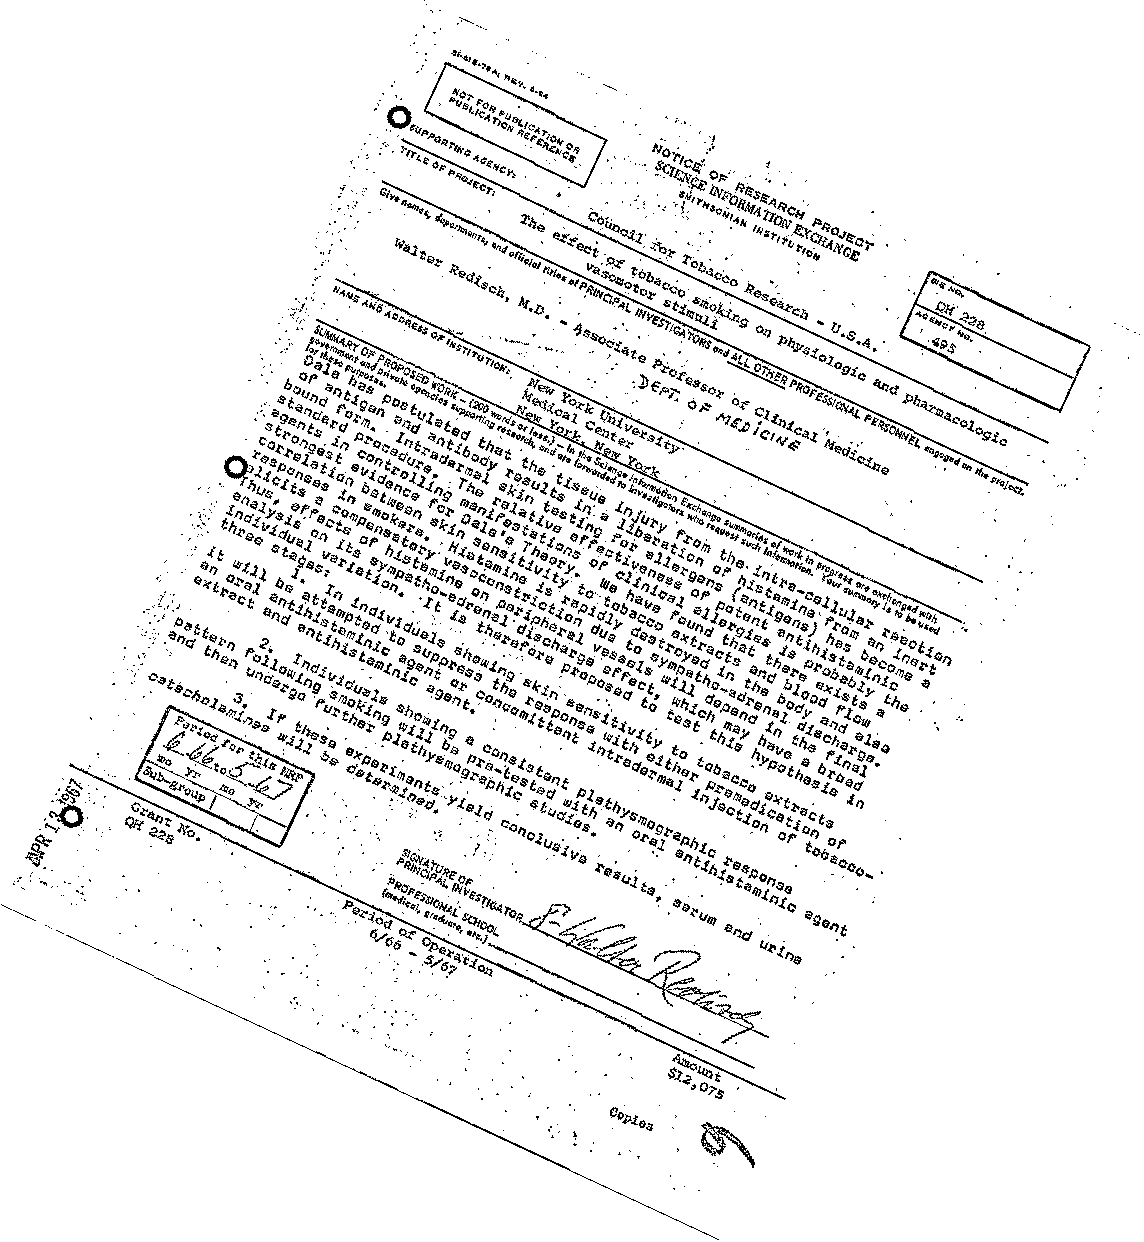 SI-918-78A, REV. 4-64
NOT FOR PUBLICATION OR
PUBLICATION REFERENCE
NOTICE OF RESEARCH PROJECT
SCIENCE INFORMATION EXCHANGE
SMITHSONIAN INSTITUTION
SIE NO.
QH 228
AGENCY NO.
495
SUPPORTING AGENCY:
Council for Tobacco Research - U.S.A.
TITLE OF PROJECT:
The effect of tobacco smoking on physiologic and pharmacologic
vasomotor stimuli
Give names, departments, and official titles of PRINCIPAL INVESTIGATORS and ALL OTHER PROFESSIONAL PERSONNEL engaged on the project.
Walter Redisch, M.D. - Associate Professor of Clinical Medicine
DEPT. OF MEDICINE
NAME AND ADDRESS OF INSTITUTION:
New York University
Medical Center
New York, New York
SUMMARY OF PROPOSED WORK - (200 words or less.) - In the Science Information Exchange summaries of work in progress are exchanged with
government and private agencies supporting research, and are forwarded to investigators who request such information. Your summary is to be used
for these purposes.
Dale has postulated that the tissue injury from the intra-cellular reaction
of antigen and antibody results in a liberation of histamine from an inert
bound form. Intradermal skin testing for allergens (antigens) has become a
standard procedure. The relative effectiveness of potent antihistaminic
agents in controlling manifestations of clinical allergies is probably the
strongest evidence for Dale's Theory. We have found that there exists a
correlation between skin sensitivity to tobacco extracts and blood flow
responses in smokers. Histamine is rapidly destroyed in the body and also
elicits a compensatory vasoconstriction due to sympatho-adrenal discharge.
Thus, effects of histamine on peripheral vessels will depend in the final
analysis on its sympatho-adrenal discharge effect, which may have a broad
individual variation. It is therefore proposed to test this hypothesis in
three stages:
1. In individuals showing skin sensitivity to tobacco extracts
It will be attempted to suppress the response with either premedication of
an oral antihistaminic agent or concomittent intradermal injection of tobacco-
extract and antihistaminic agent.
2. Individuals showing a consistant plethysmographic response
pattern following smoking will be pre-tested with an oral antihistaminic agent
and then undergo further plethysmographic studies.
3. If these experiments yield conclusive results, serum and urine
catecholamines will be determined.
Period for this NRP
6 66 to 5 67
mo yr mo yr
Sub-group
SIGNATURE OF
PRINCIPAL INVESTIGATOR
PROFESSIONAL SCHOOL
(medical, graduate, etc.)
APR 12 1967
Grant No.
QH 228
Period of Operation
6/66 - 5/67
Amount
$12,075
Copies